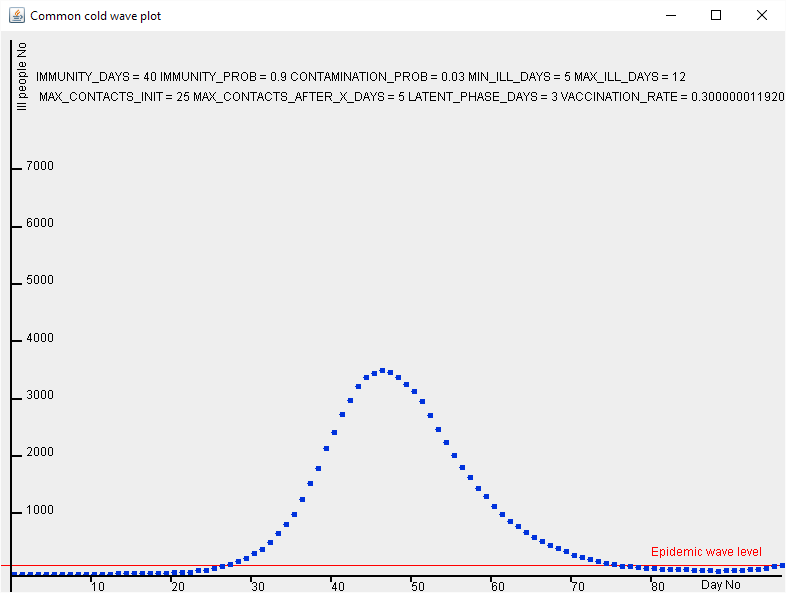 Common cold wave plot
Ill people No
IMMUNITY_DAYS = 40 IMMUNITY_PROB = 0.9 CONTAMINATION_PROB = 0.03 MIN_ILL_DAYS = 5 MAX_ILL_DAYS = 12
MAX_CONTACTS_INIT = 25 MAX_CONTACTS_AFTER_X_DAYS = 5 LATENT_PHASE_DAYS = 3 VACCINATION_RATE = 0.300000011920
7000
6000
5000
4000
3000
2000
1000
Epidemic wave level
10 20 30 40 50 60 70 80 Day No